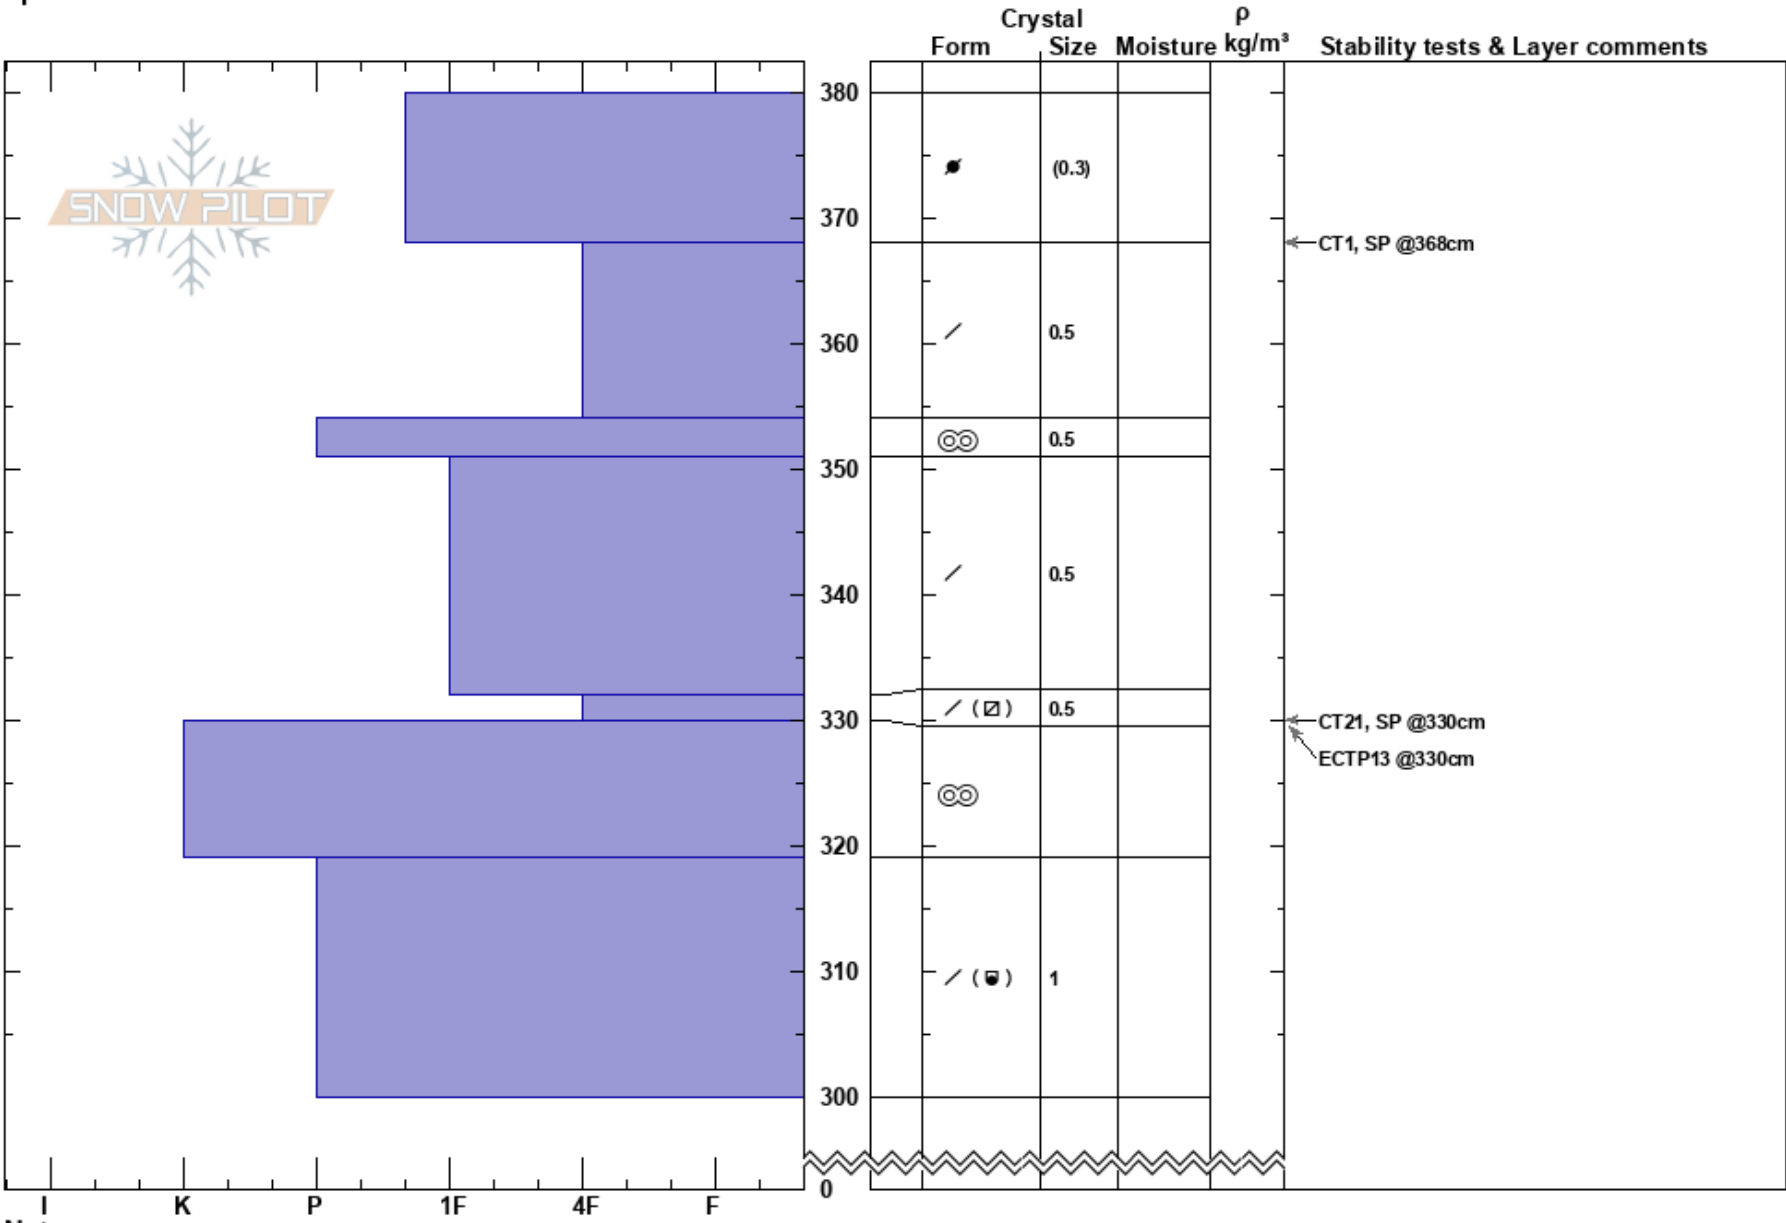 Crystal ρ
Form Size Moisture kg/m³ Stability tests & Layer comments
380
SNOW PILOT
(0.3)
370
CT1, SP @368cm
360
0.5
0.5
350
0.5
340
( ) 0.5
330
CT21, SP @330cm
ECTP13 @330cm
320
310
( ) 1
300
0
I K P 1F 4F F